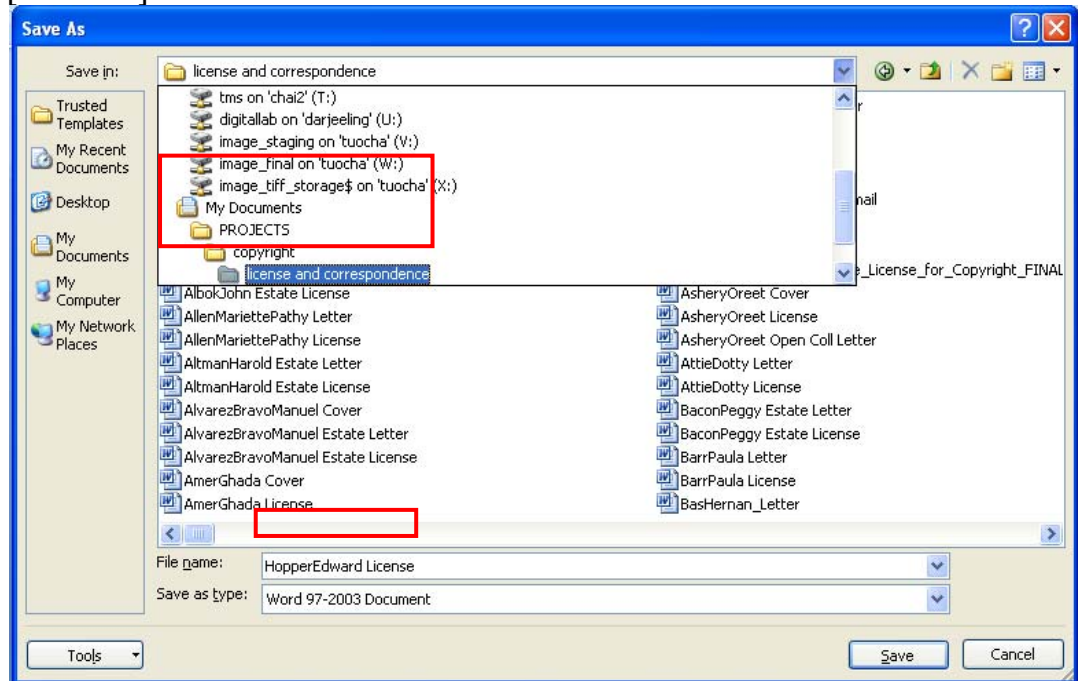 Save As
Save in:
license and correspondence
Trusted Templates
My Recent Documents
Desktop
My Documents
My Computer
My Network Places
tms on 'chai2' (T:)
digitallab on 'darjeeling' (U:)
image_staging on 'tuocha' (V:)
image_final on 'tuocha' (W:)
image_tiff_storage$ on 'tuocha' (X:)
My Documents
PROJECTS
copyright
license and correspondence
_License_for_Copyright_FINAL
AlbokJohn Estate License
AllenMariettePathy Letter
AllenMariettePathy License
AltmanHarold Estate Letter
AltmanHarold Estate License
AlvarezBravoManuel Cover
AlvarezBravoManuel Estate Letter
AlvarezBravoManuel Estate License
AmerGhada Cover
AmerGhada License
AsheryOreet Cover
AsheryOreet License
AsheryOreet Open Coll Letter
AttieDotty Letter
AttieDotty License
BaconPeggy Estate Letter
BaconPeggy Estate License
BarrPaula Letter
BarrPaula License
BasHernan_Letter
File name:
HopperEdward License
Save as type:
Word 97-2003 Document
Tools
Save
Cancel